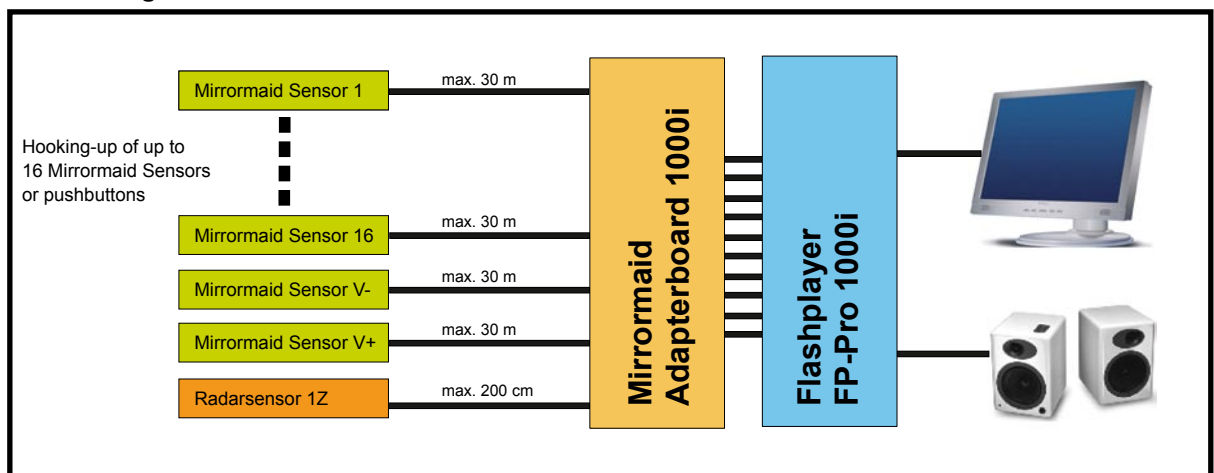 Mirrormaid Sensor 1
max. 30 m
Hooking-up of up to
16 Mirrormaid Sensors
or pushbuttons
Mirrormaid Sensor 16
max. 30 m
Mirrormaid Sensor V-
max. 30 m
Mirrormaid Sensor V+
max. 30 m
Radarsensor 1Z
max. 200 cm
Mirrormaid
Adapterboard 1000i
Flashplayer
FP-Pro 1000i